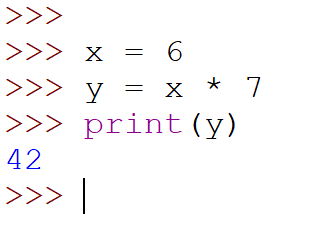 >>>
>>> x = 6
>>> y = x * 7
>>> print(y)
42
>>>